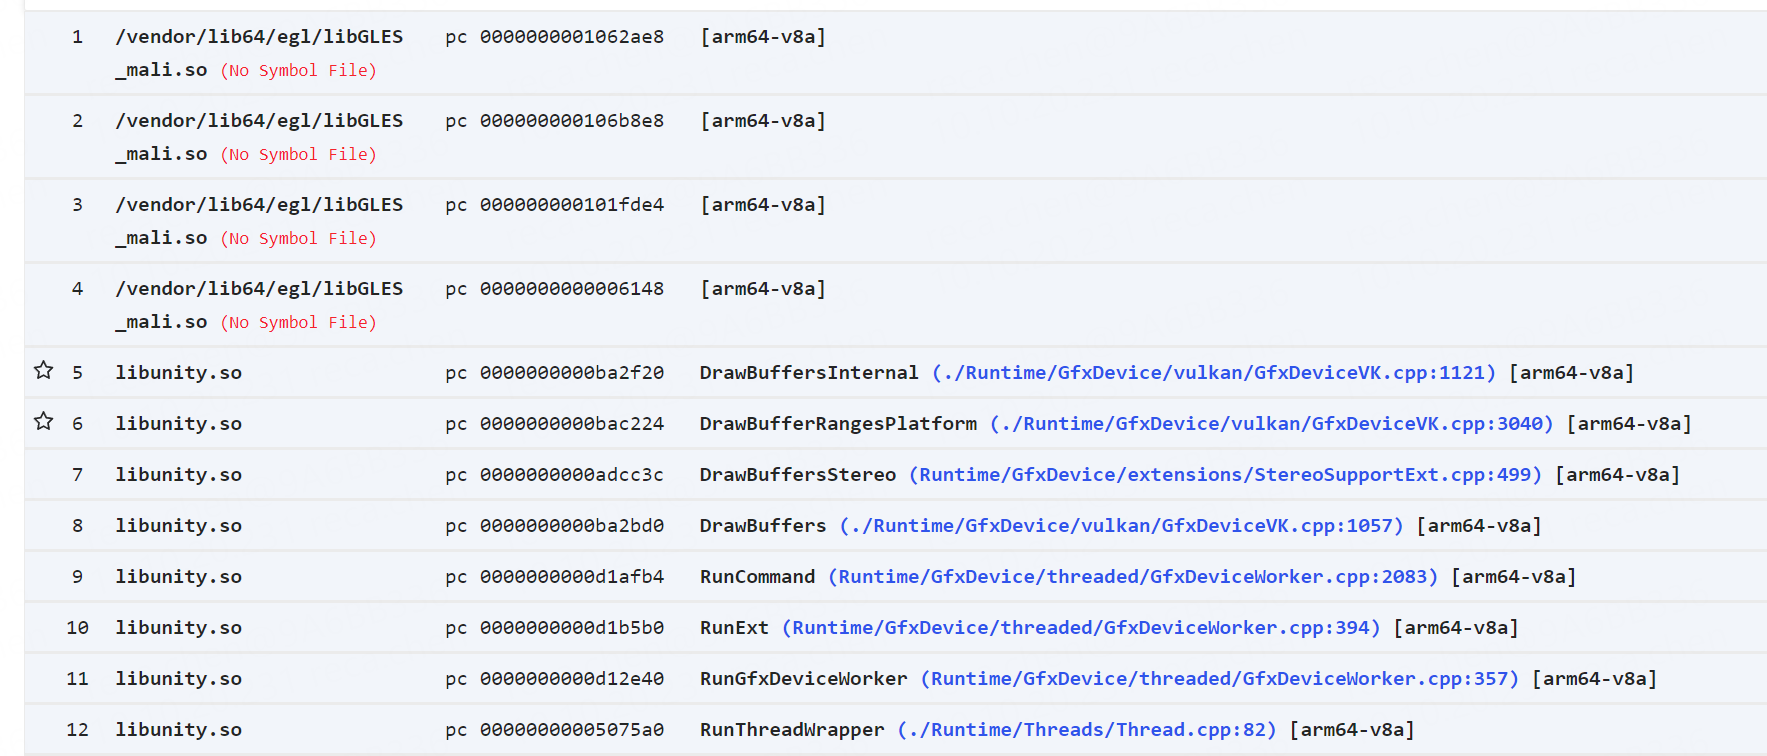 1 /vendor/lib64/egl/libGLES pc 0000000001062ae8 [arm64-v8a]
_mali.so (No Symbol File)
2 /vendor/lib64/egl/libGLES pc 000000000106b8e8 [arm64-v8a]
_mali.so (No Symbol File)
3 /vendor/lib64/egl/libGLES pc 000000000101fde4 [arm64-v8a]
_mali.so (No Symbol File)
4 /vendor/lib64/egl/libGLES pc 0000000000006148 [arm64-v8a]
_mali.so (No Symbol File)
5 libunity.so pc 0000000000ba2f20 DrawBuffersInternal (./Runtime/GfxDevice/vulkan/GfxDeviceVK.cpp:1121) [arm64-v8a]
6 libunity.so pc 0000000000bac224 DrawBufferRangesPlatform (./Runtime/GfxDevice/vulkan/GfxDeviceVK.cpp:3040) [arm64-v8a]
7 libunity.so pc 0000000000adcc3c DrawBuffersStereo (Runtime/GfxDevice/extensions/StereoSupportExt.cpp:499) [arm64-v8a]
8 libunity.so pc 0000000000ba2bd0 DrawBuffers (./Runtime/GfxDevice/vulkan/GfxDeviceVK.cpp:1057) [arm64-v8a]
9 libunity.so pc 0000000000d1afb4 RunCommand (Runtime/GfxDevice/threaded/GfxDeviceWorker.cpp:2083) [arm64-v8a]
10 libunity.so pc 0000000000d1b5b0 RunExt (Runtime/GfxDevice/threaded/GfxDeviceWorker.cpp:394) [arm64-v8a]
11 libunity.so pc 0000000000d12e40 RunGfxDeviceWorker (Runtime/GfxDevice/threaded/GfxDeviceWorker.cpp:357) [arm64-v8a]
12 libunity.so pc 00000000005075a0 RunThreadWrapper (./Runtime/Threads/Thread.cpp:82) [arm64-v8a]